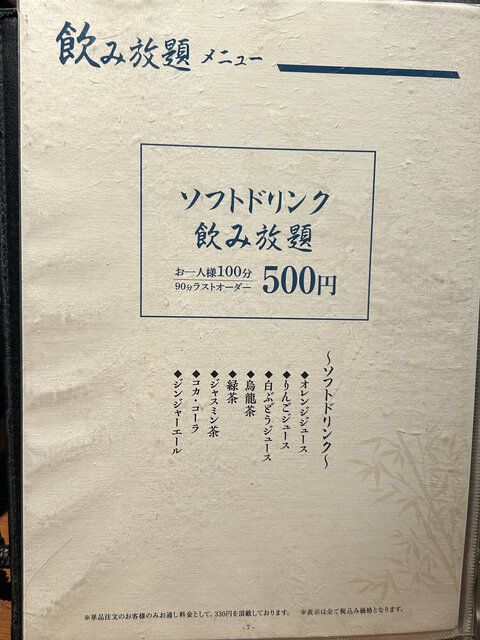 飲み放題 メニュー
ソフトドリンク
飲み放題
お一人様100分
90分ラストオーダー
500円
～ソフトドリンク～
◆オレンジジュース
◆りんごジュース
◆白ぶどうジュース
◆烏龍茶
◆緑茶
◆ジャスミン茶
◆コカ・コーラ
◆ジンジャーエール
※単品注文のお客様のみお通し料金として、330円を頂戴しております。 ※表示は全て税込み価格となります。
- 7 -